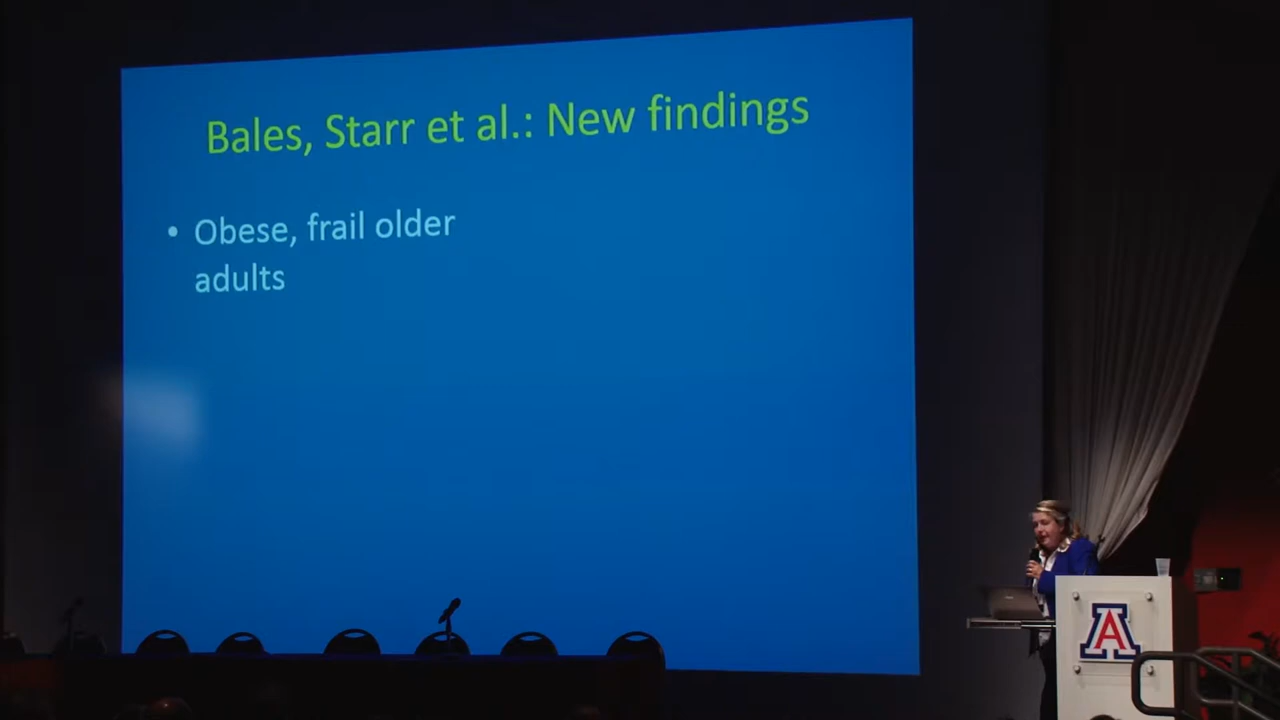 Bales, Starr et al.: New findings
• Obese, frail older
adults
A